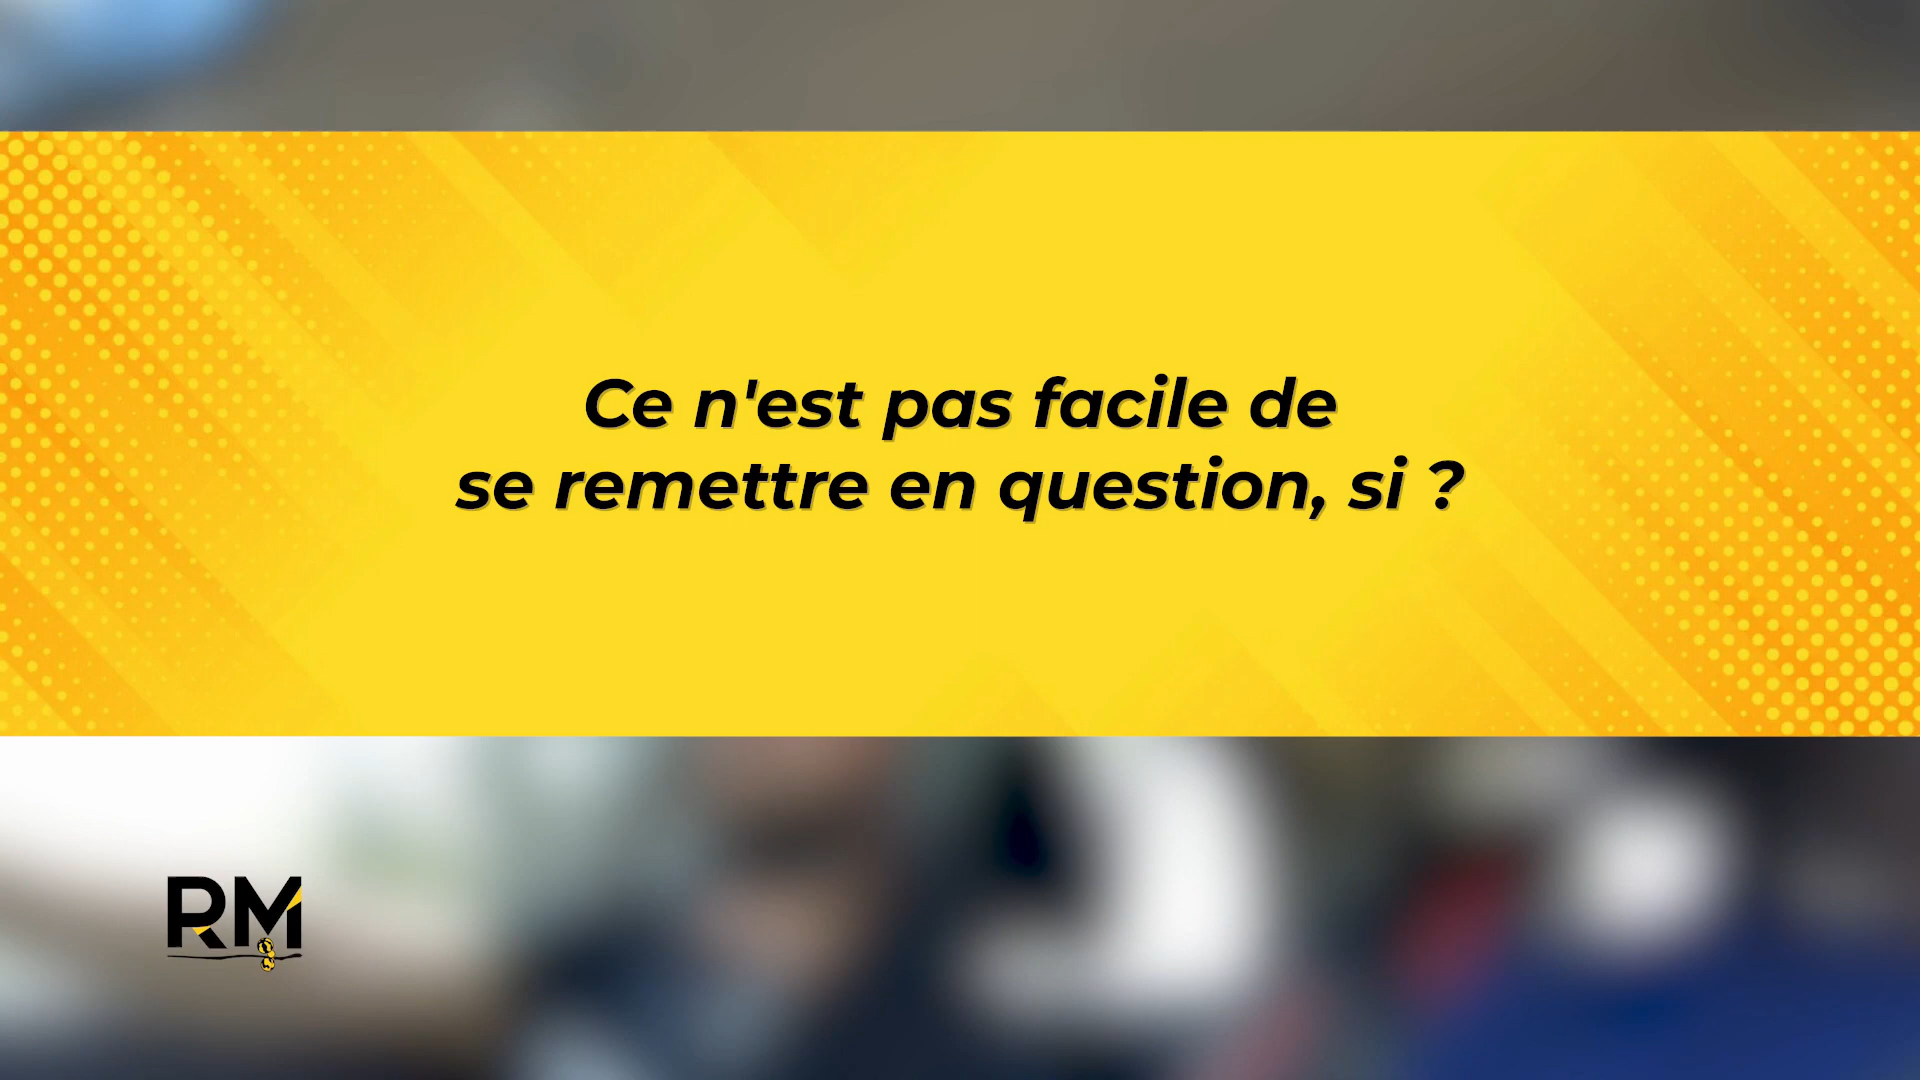 Ce n'est pas facile de
se remettre en question, si ?
RM